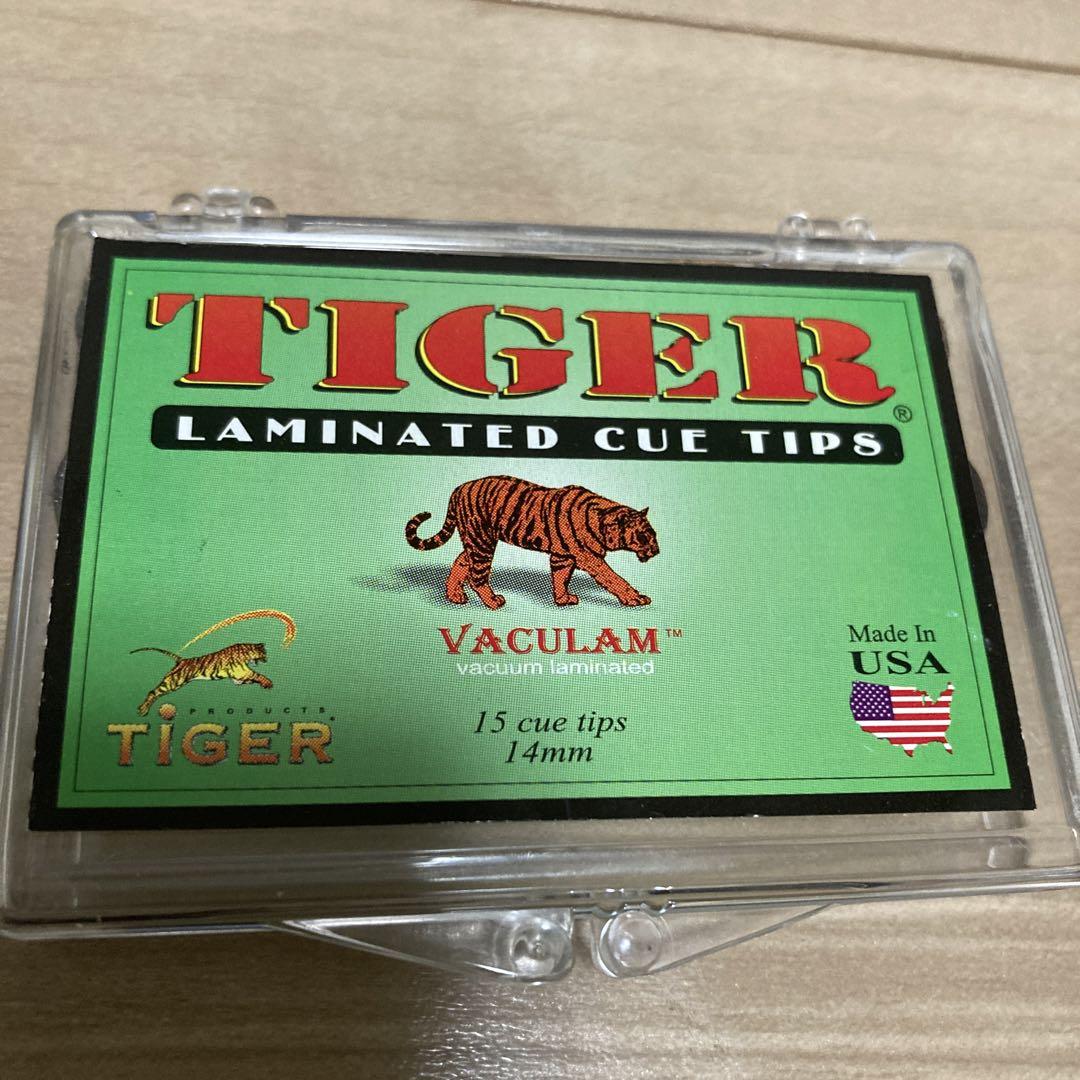 TIGER®
LAMINATED CUE TIPS
VACULAM™
vacuum laminated
15 cue tips
14mm
PRODUCTS
TiGER®
Made In
USA